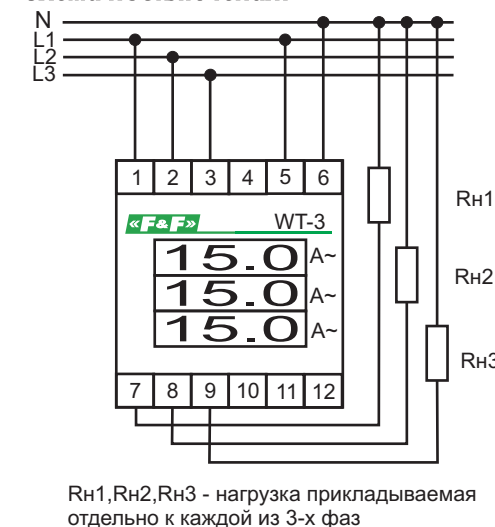 N
L1
L2
L3
1 2 3 4 5 6
«F&F» WT-3
15.0 A~
15.0 A~
15.0 A~
Rн1
Rн2
Rн3
7 8 9 10 11 12
Rн1,Rн2,Rн3 - нагрузка прикладываемая
отдельно к каждой из 3-х фаз